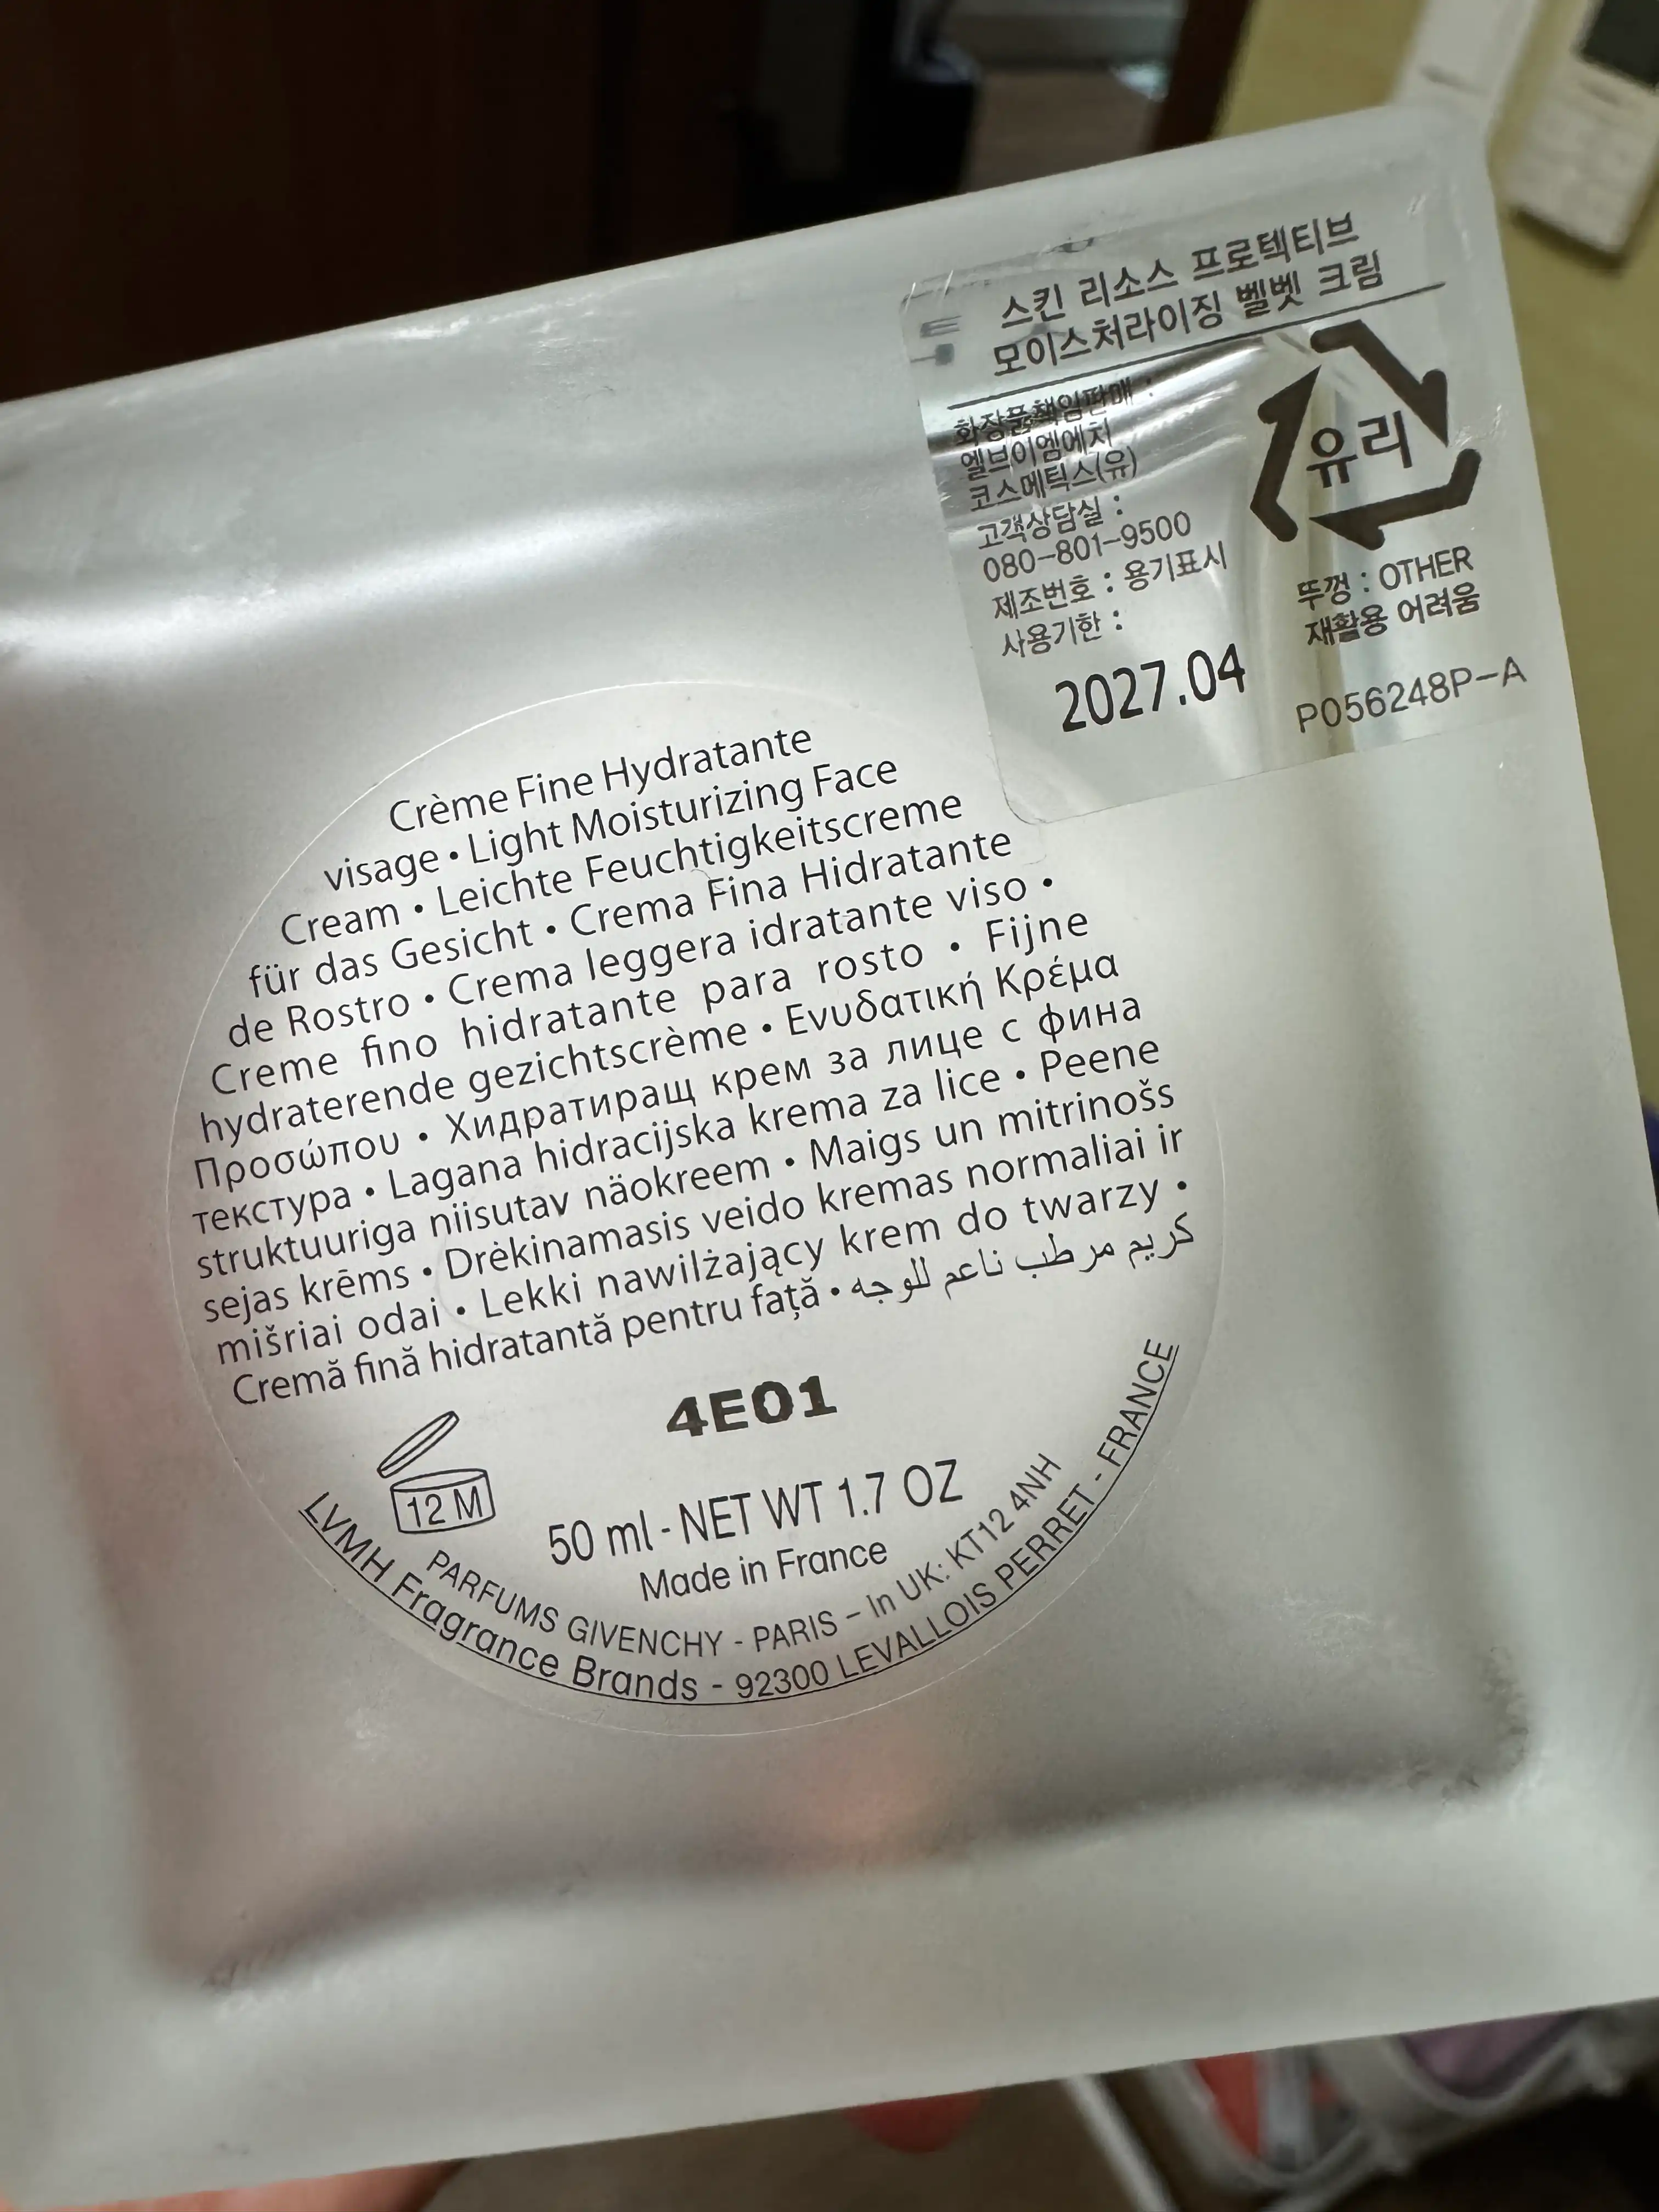 스킨 리소스 프로텍티브
모이스처라이징 벨벳 크림
화장품책임판매 :
엘브이엠에치
코스메틱스(유)
고객상담실 :
080-801-9500
제조번호 : 용기표시
사용기한 :
2027.04
유리
뚜껑 : OTHER
재활용 어려움
P056248P-A
Crème Fine Hydratante
visage • Light Moisturizing Face
Cream • Leichte Feuchtigkeitscreme
für das Gesicht • Crema Fina Hidratante
de Rostro • Crema leggera idratante viso •
Creme fino hidratante para rosto • Fijne
hydraterende gezichtscrème • Ενυδατική Κρέμα
Προσώπου • Хидратиращ крем за лице с фина
текстура • Lagana hidracijska krema za lice • Peene
struktuuriga niisutav näokreem • Maigs un mitrinošs
sejas krēms • Drėkinamasis veido kremas normaliai ir
mišriai odai • Lekki nawilżający krem do twarzy •
Cremă fină hidratantă pentru față • كريم مرطب ناعم للوجه
4E01
12 M
50 ml - NET WT 1.7 OZ
Made in France
PARFUMS GIVENCHY - PARIS – In UK: KT12 4NH
LVMH Fragrance Brands - 92300 LEVALLOIS PERRET - FRANCE